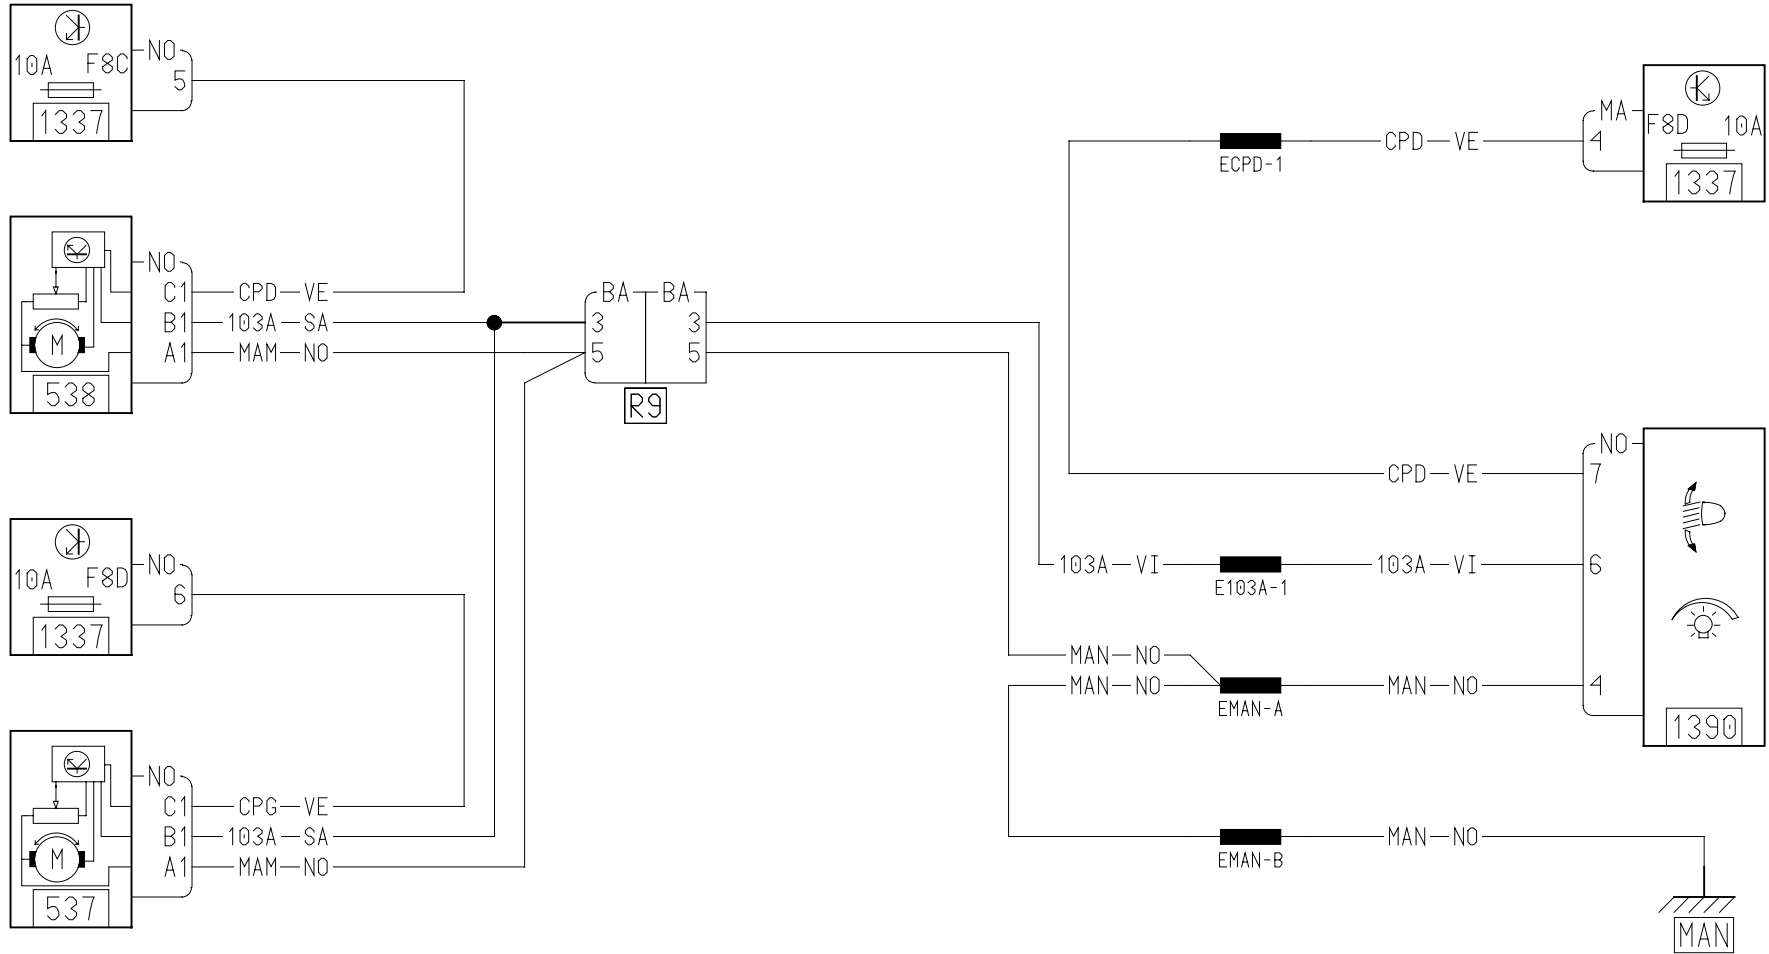 10A F8C NO
5
1337
NO
C1 CPD VE
B1 103A SA
M A1 MAM NO
538
10A F8D NO
6
1337
NO
C1 CPG VE
B1 103A SA
M A1 MAM NO
537
BA BA
3 3
5 5
R9
MA
F8D 10A
CPD VE 4
ECPD-1
1337
NO
CPD VE 7
103A VI 103A VI 6
E103A-1
MAN NO
MAN NO MAN NO 4
EMAN-A
1390
MAN NO
EMAN-B
MAN